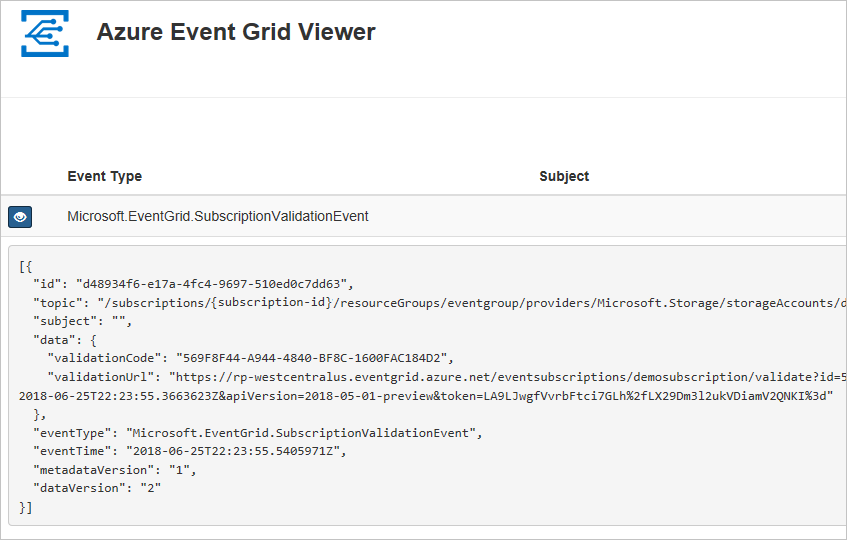 Azure Event Grid Viewer
Event Type Subject
Microsoft.EventGrid.SubscriptionValidationEvent
[{
"id": "d48934f6-e17a-4fc4-9697-510ed0c7dd63",
"topic": "/subscriptions/{subscription-id}/resourceGroups/eventgroup/providers/Microsoft.Storage/storageAccounts/d
"subject": "",
"data": {
"validationCode": "569F8F44-A944-4840-BF8C-1600FAC184D2",
"validationUrl": "https://rp-westcentralus.eventgrid.azure.net/eventsubscriptions/demosubscription/validate?id=5
2018-06-25T22:23:55.3663623Z&apiVersion=2018-05-01-preview&token=LA9LJwgfVvrbFtci7GLh%2fLX29Dm3l2ukVDiamV2QNKI%3d"
},
"eventType": "Microsoft.EventGrid.SubscriptionValidationEvent",
"eventTime": "2018-06-25T22:23:55.5405971Z",
"metadataVersion": "1",
"dataVersion": "2"
}]